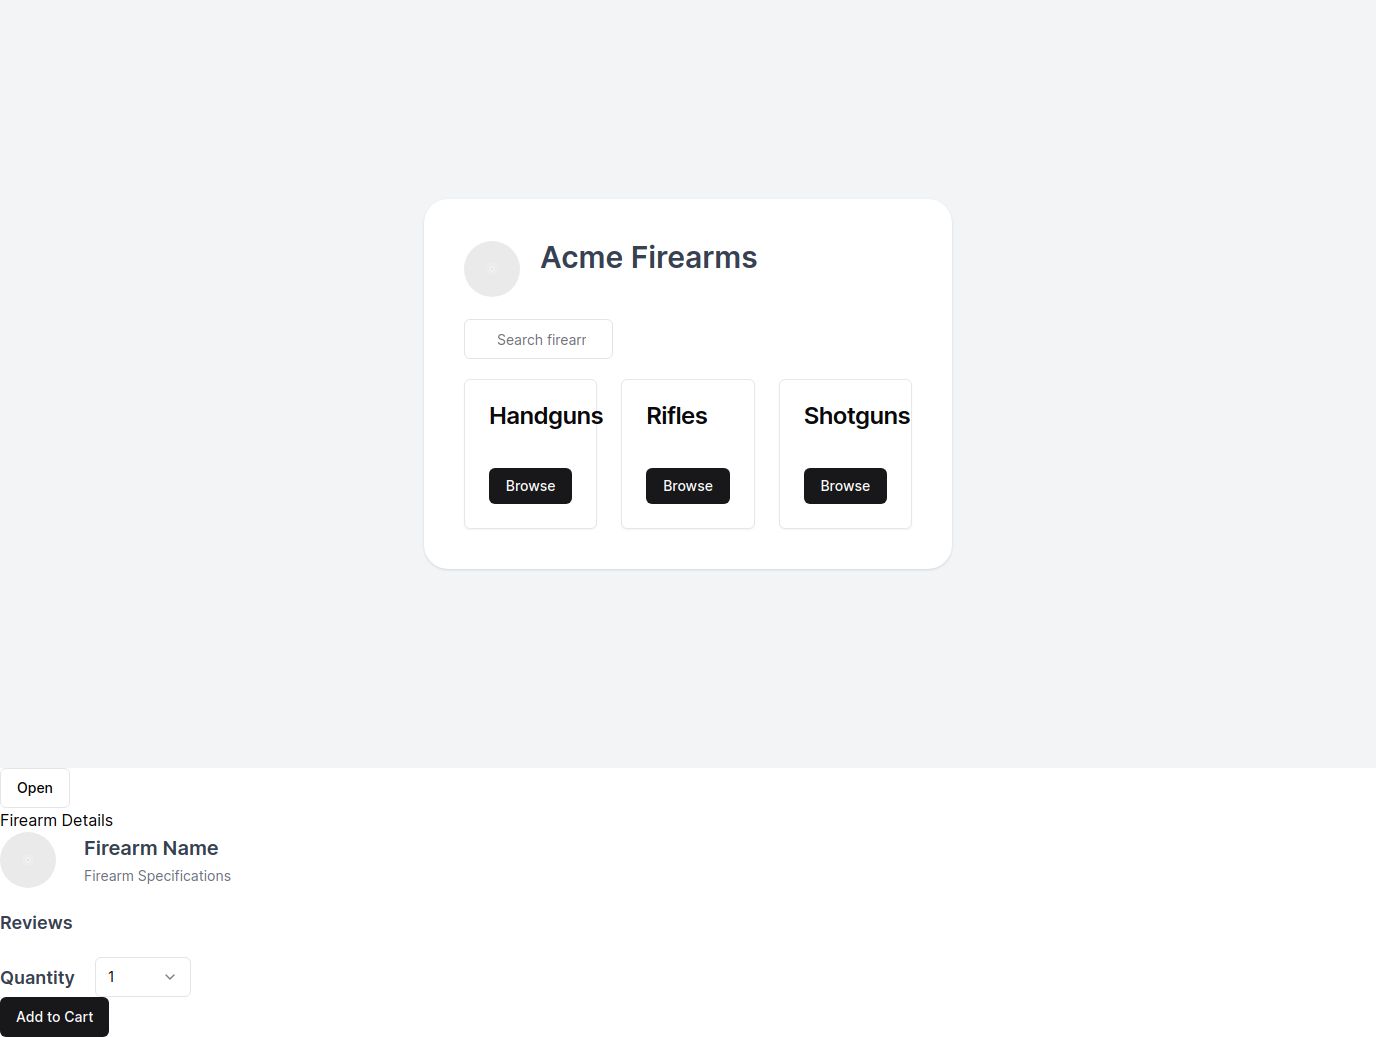 Acme Firearms
Search firearr
Handguns
Rifles
Shotguns
Browse
Browse
Browse
Open
Firearm Details
Firearm Name
Firearm Specifications
Reviews
Quantity
1
Add to Cart